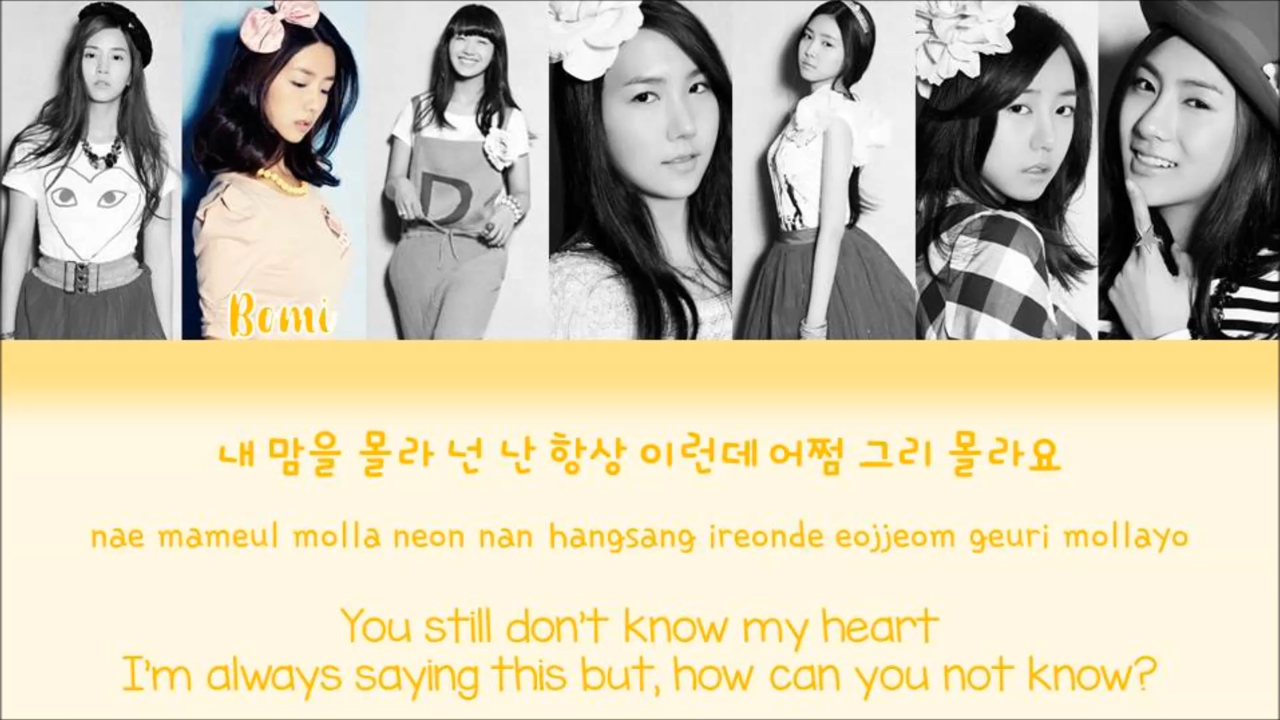 D
Bomi
내 맘을 몰라 넌 난 항상 이런데 어쩜 그리 몰라요
nae mameul molla neon nan hangsang ireonde eojjeom geuri mollayo
You still don't know my heart
I'm always saying this but, how can you not know?